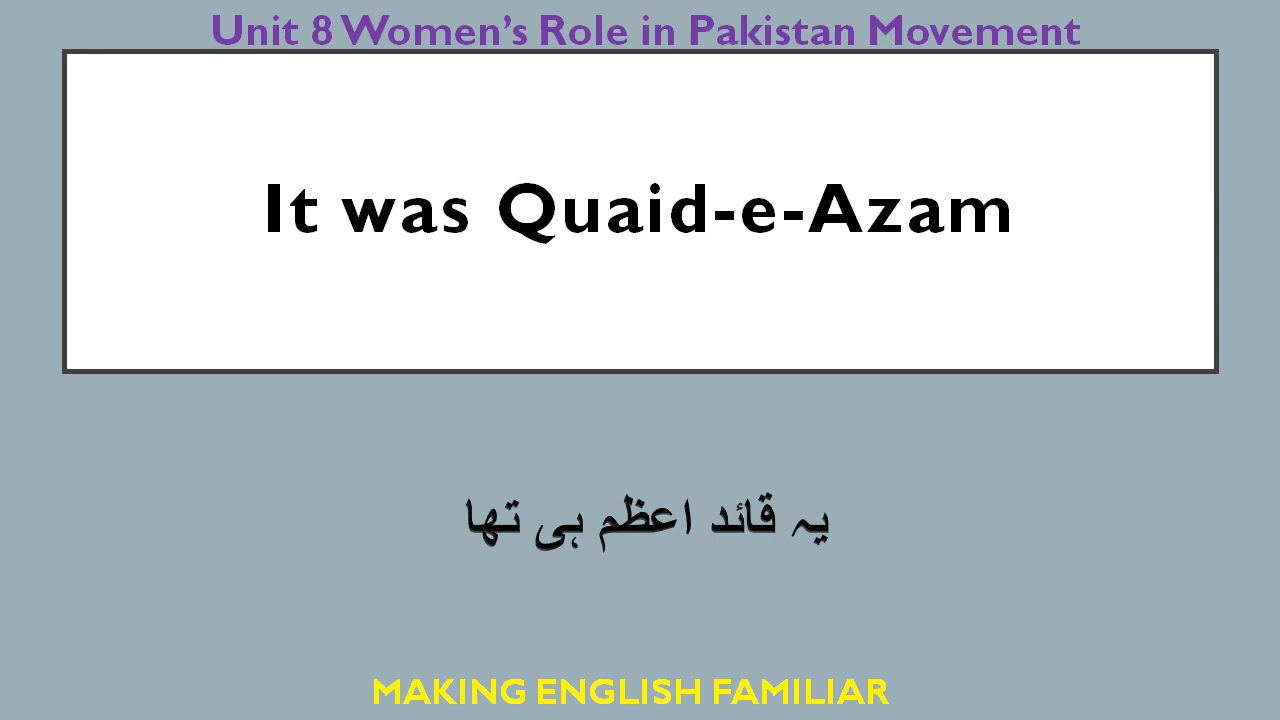 Unit 8 Women’s Role in Pakistan Movement
It was Quaid-e-Azam
یہ قائد اعظم ہی تھا
MAKING ENGLISH FAMILIAR